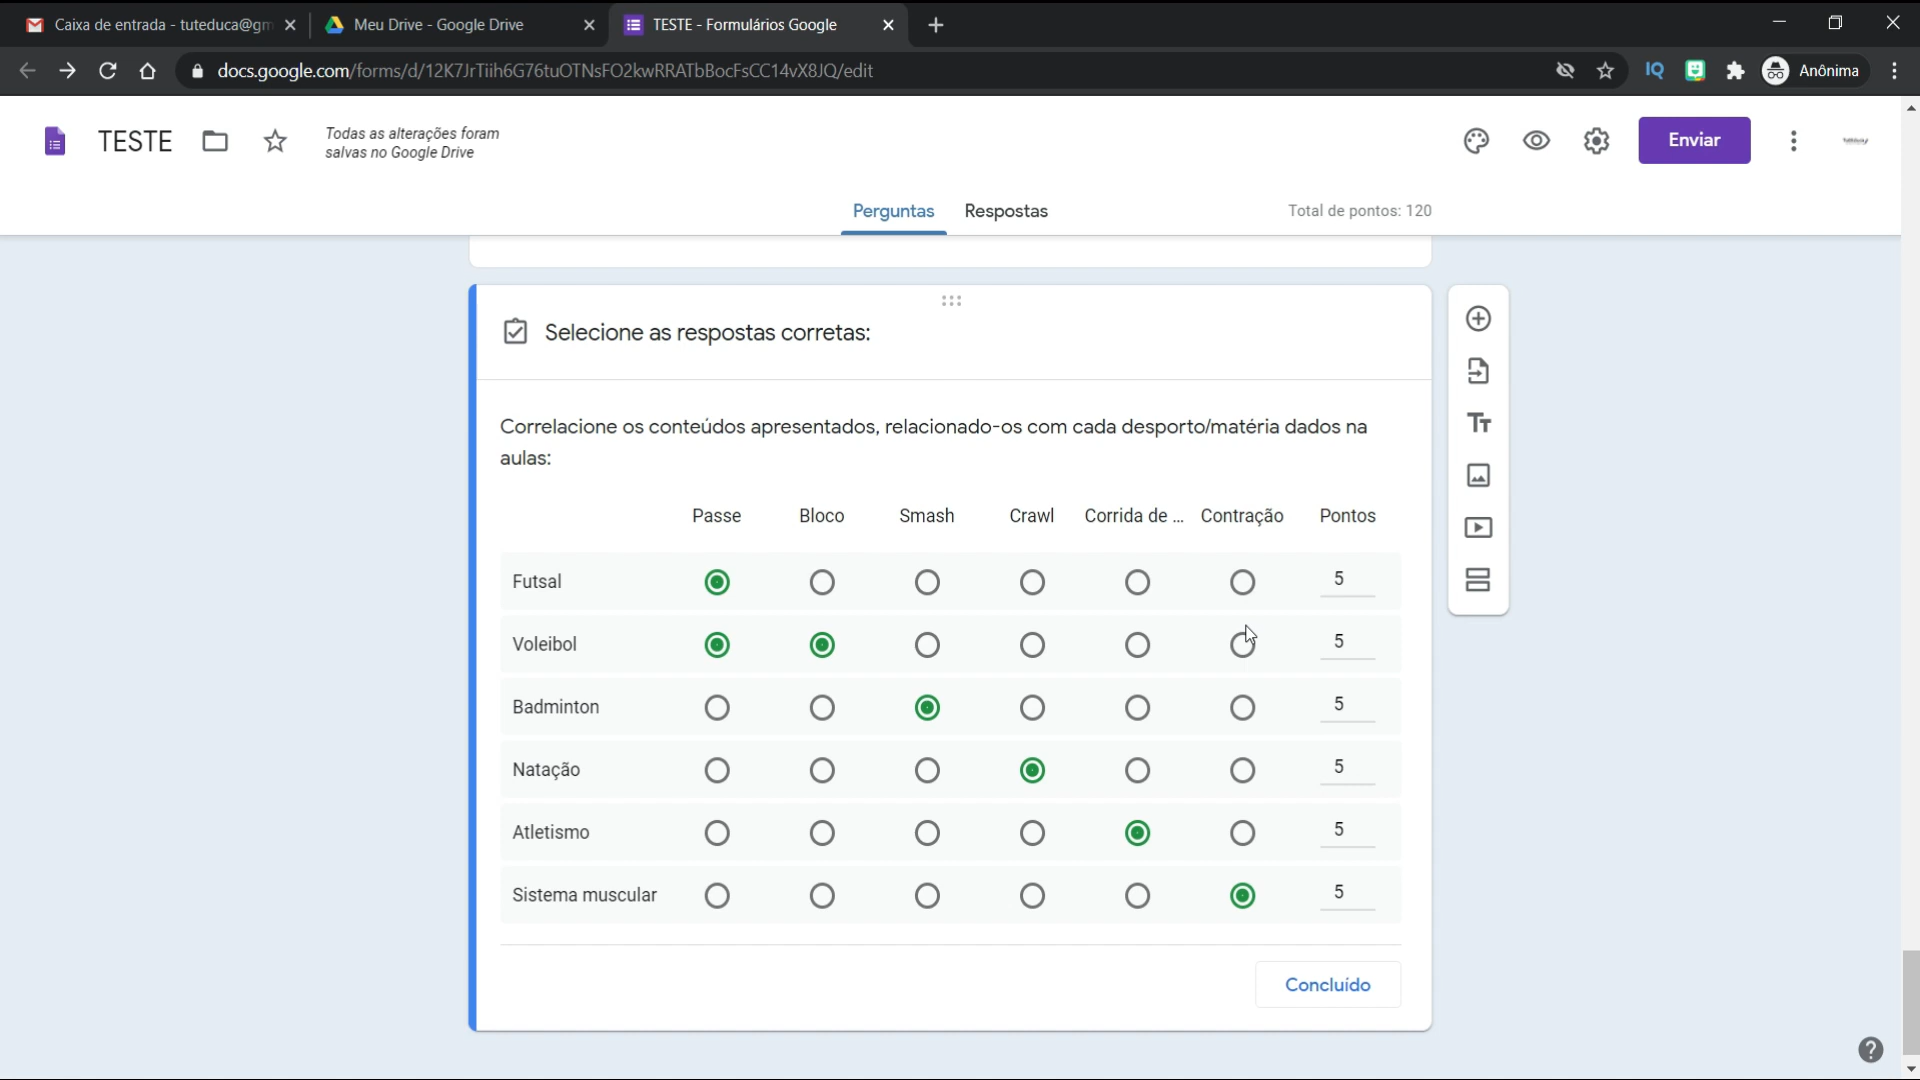 Caixa de entrada - tuteduca@gm
Meu Drive - Google Drive
TESTE - Formulários Google
docs.google.com/forms/d/12K7JrTiih6G76tuOTNsFO2kwRRATbBocFsCC14vX8JQ/edit
IQ
Anônima
TESTE
Todas as alterações foram
salvas no Google Drive
Enviar
Perguntas
Respostas
Total de pontos: 120
Selecione as respostas corretas:
Correlacione os conteúdos apresentados, relacionado-os com cada desporto/matéria dados na
aulas:
Passe Bloco Smash Crawl Corrida de ... Contração Pontos
Futsal 5
Voleibol 5
Badminton 5
Natação 5
Atletismo 5
Sistema muscular 5
Concluído